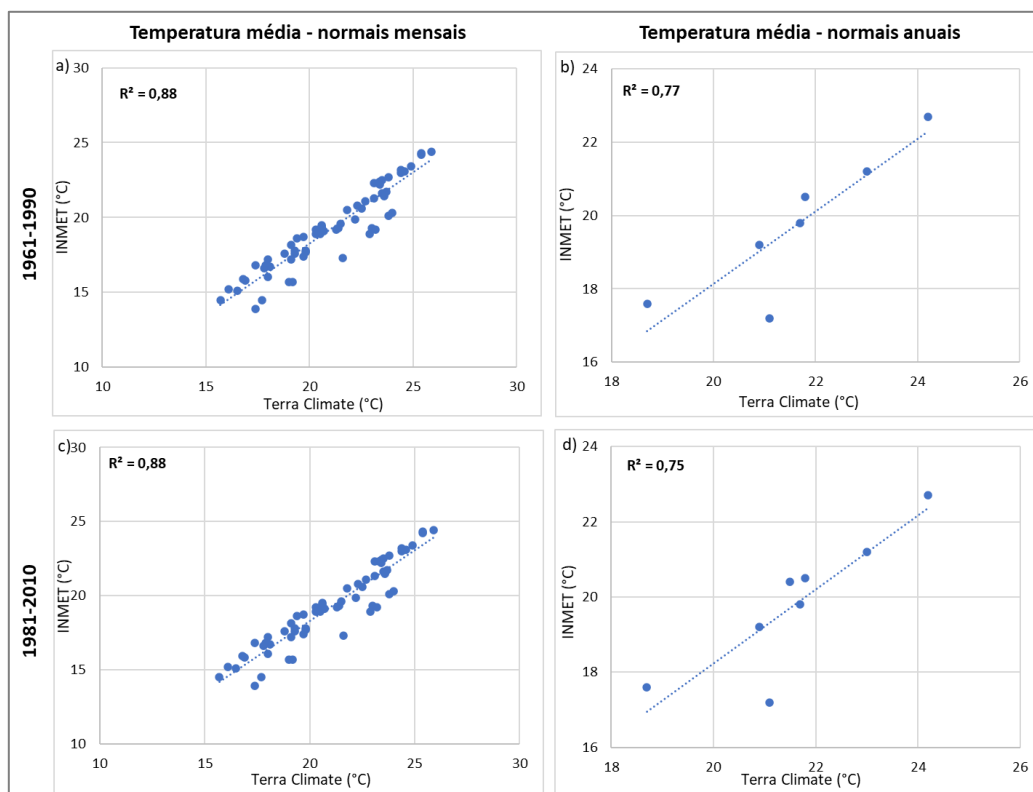 Temperatura média - normais mensais
Temperatura média - normais anuais
1961-1990
a)
R² = 0,88
INMET (°C)
30
25
20
15
10
10 15 20 25 30
Terra Climate (°C)
b)
R² = 0,77
INMET (°C)
24
22
20
18
16
18 20 22 24 26
Terra Climate (°C)
1981-2010
c)
R² = 0,88
INMET (°C)
30
25
20
15
10
10 15 20 25 30
Terra Climate (°C)
d)
R² = 0,75
INMET (°C)
24
22
20
18
16
18 20 22 24 26
Terra Climate (°C)